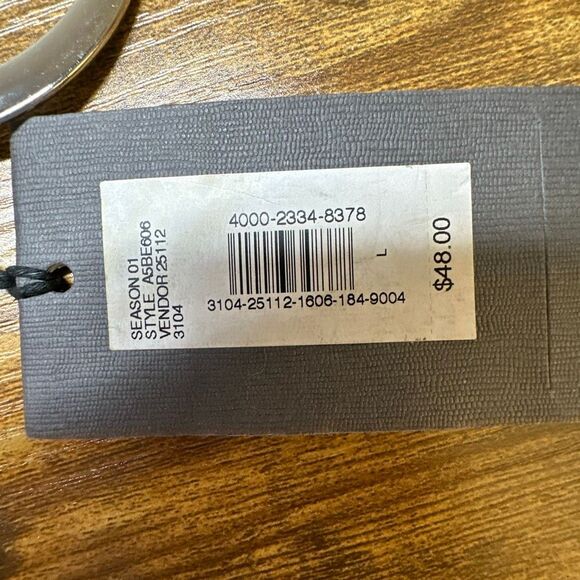 SEASON 01
STYLE A5BE606
VENDOR 25112
3104
4000-2334-8378
L
3104-25112-1606-184-9004
$48.00